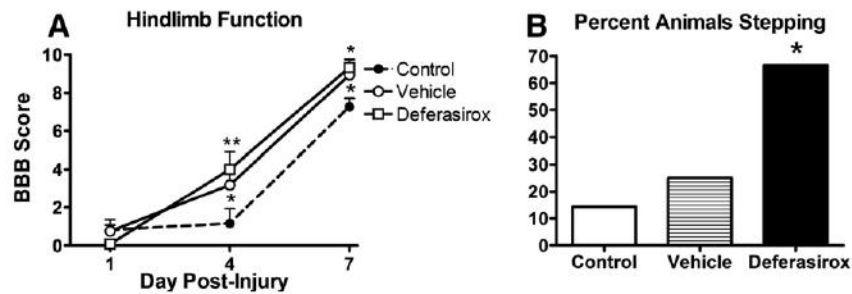 A
Hindlimb Function
BBB Score
10
8
6
4
2
0
**
*
*
*
1
4
7
Day Post-Injury
Control
Vehicle
Deferasirox
B
Percent Animals Stepping
70
60
50
40
30
20
10
0
*
Control
Vehicle
Deferasirox